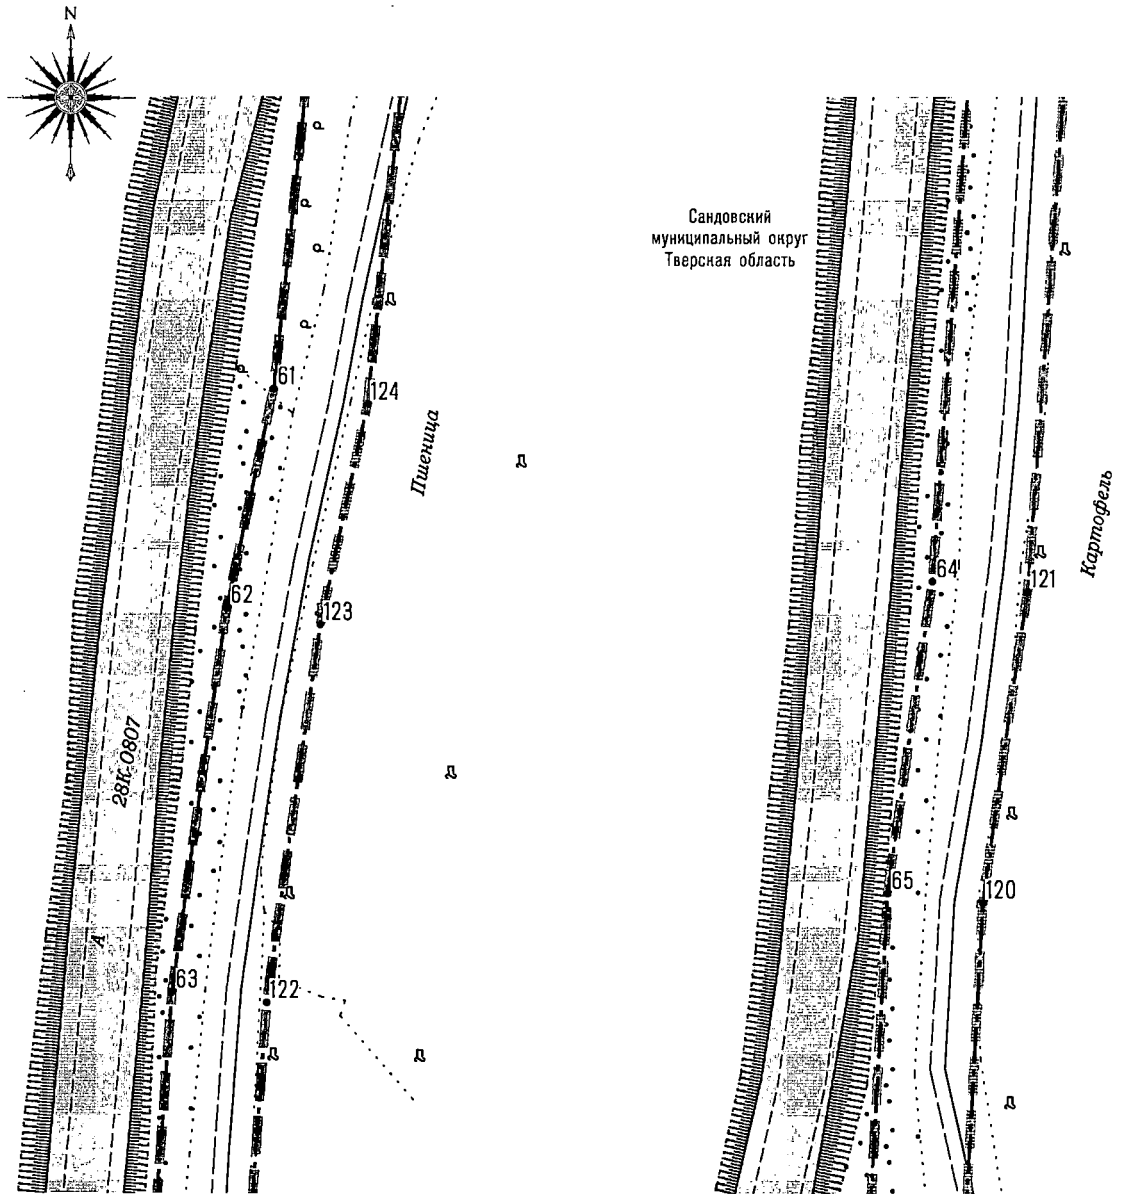 N
61
124
Пшеница
62
123
28К-0807
А
63
122
Сандовский
муниципальный округ
Тверская область
Картофель
64
121
65
120